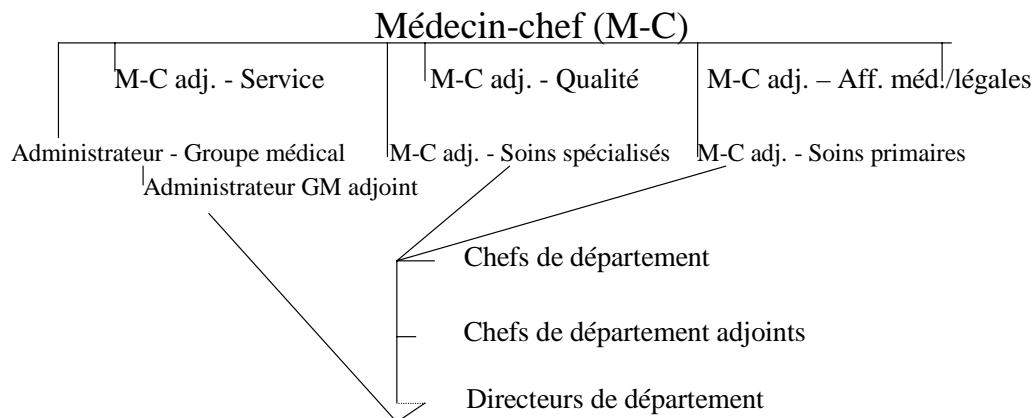 Médecin-chef (M-C)
M-C adj. - Service
M-C adj. - Qualité
M-C adj. – Aff. méd./légales
Administrateur - Groupe médical
M-C adj. - Soins spécialisés
M-C adj. - Soins primaires
Administrateur GM adjoint
Chefs de département
Chefs de département adjoints
Directeurs de département